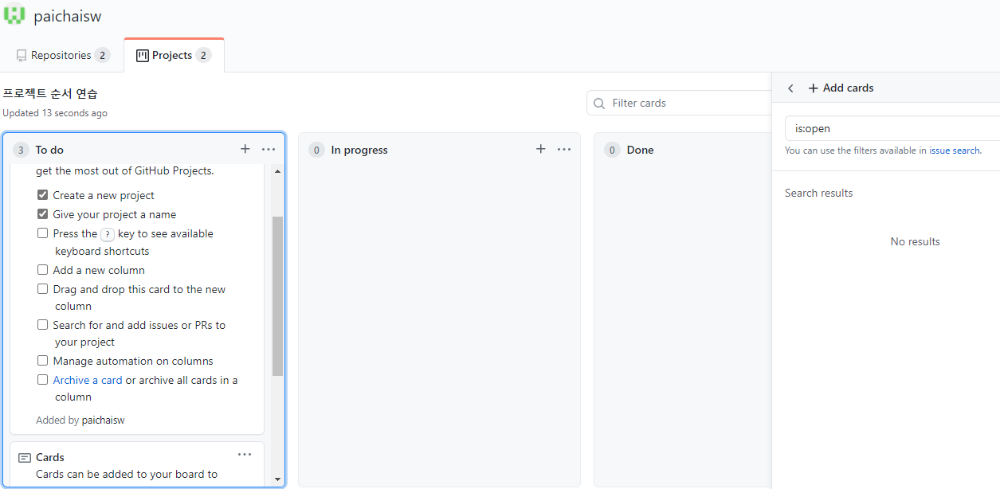 paichaisw
Repositories 2
Projects 2
프로젝트 순서 연습
Updated 13 seconds ago
Filter cards
3 To do
get the most out of GitHub Projects.
Create a new project
Give your project a name
Press the ? key to see available
keyboard shortcuts
Add a new column
Drag and drop this card to the new
column
Search for and add issues or PRs to
your project
Manage automation on columns
Archive a card or archive all cards in a
column
Added by paichaisw
Cards
Cards can be added to your board to
0 In progress
0 Done
Add cards
is:open
You can use the filters available in issue search.
Search results
No results